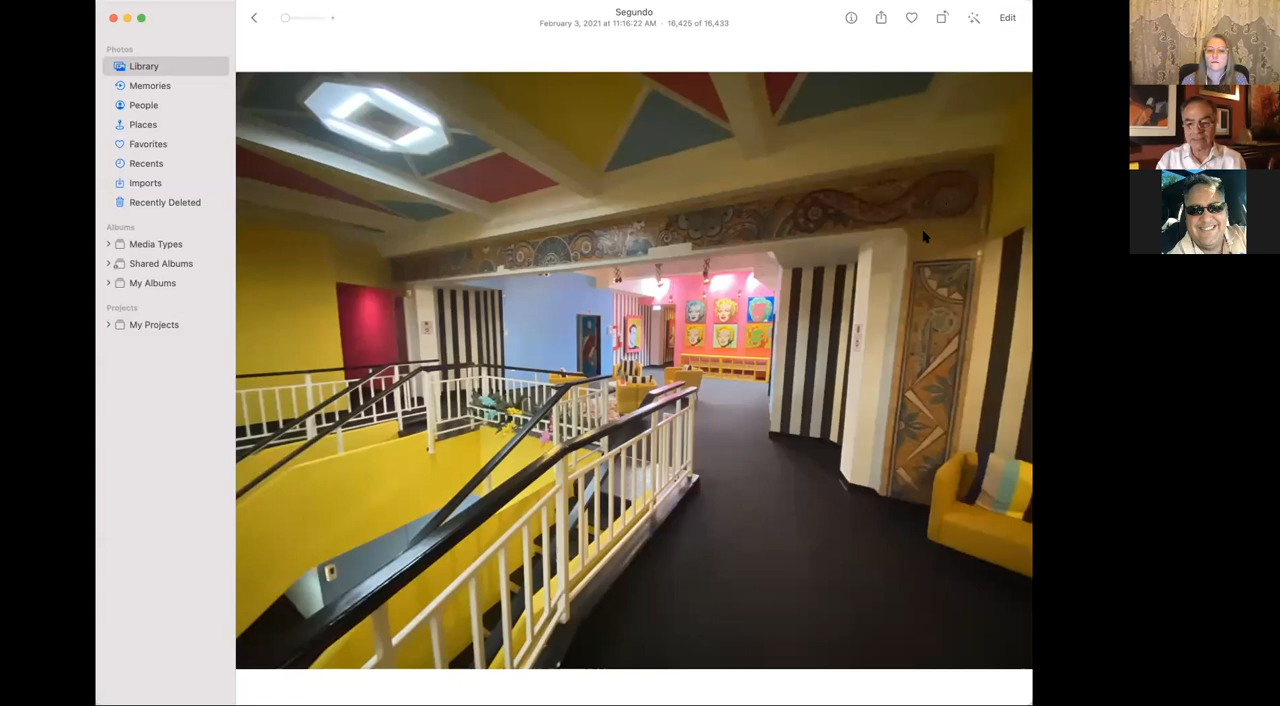 Segundo
February 3, 2021 at 11:16:22 AM · 16,425 of 16,433
Edit
Photos
Library
Memories
People
Places
Favorites
Recents
Imports
Recently Deleted
Albums
Media Types
Shared Albums
My Albums
Projects
My Projects